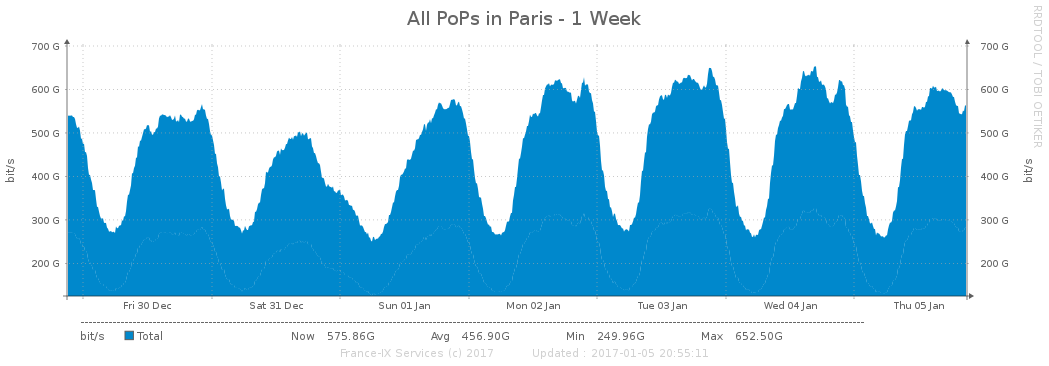 All PoPs in Paris - 1 Week
RRDTOOL / TOBI OETIKER
bit/s
700 G
600 G
500 G
400 G
300 G
200 G
700 G
600 G
500 G
400 G
300 G
200 G
bit/s
Fri 30 Dec Sat 31 Dec Sun 01 Jan Mon 02 Jan Tue 03 Jan Wed 04 Jan Thu 05 Jan
bit/s Total Now 575.86G Avg 456.90G Min 249.96G Max 652.50G
France-IX Services (c) 2017 Updated : 2017-01-05 20:55:11